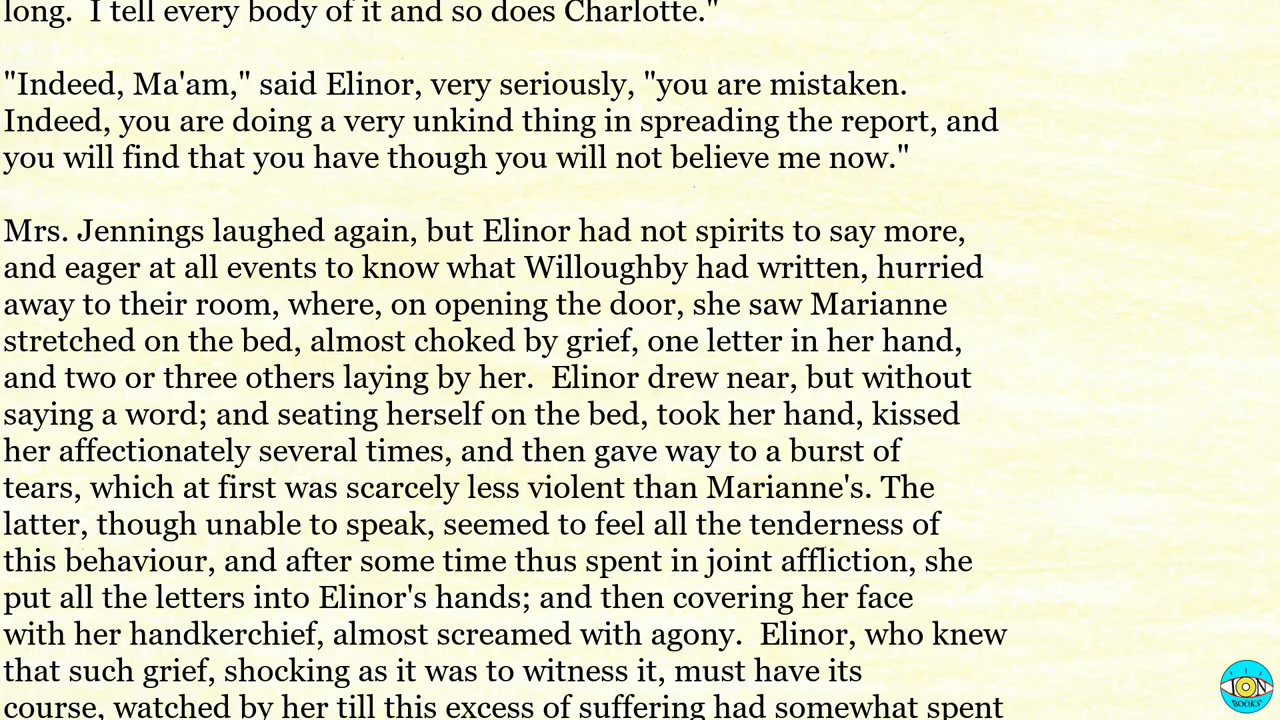 long.  I tell every body of it and so does Charlotte."
"Indeed, Ma'am," said Elinor, very seriously, "you are mistaken.
Indeed, you are doing a very unkind thing in spreading the report, and
you will find that you have though you will not believe me now."
Mrs. Jennings laughed again, but Elinor had not spirits to say more,
and eager at all events to know what Willoughby had written, hurried
away to their room, where, on opening the door, she saw Marianne
stretched on the bed, almost choked by grief, one letter in her hand,
and two or three others laying by her.  Elinor drew near, but without
saying a word; and seating herself on the bed, took her hand, kissed
her affectionately several times, and then gave way to a burst of
tears, which at first was scarcely less violent than Marianne's. The
latter, though unable to speak, seemed to feel all the tenderness of
this behaviour, and after some time thus spent in joint affliction, she
put all the letters into Elinor's hands; and then covering her face
with her handkerchief, almost screamed with agony.  Elinor, who knew
that such grief, shocking as it was to witness it, must have its
course, watched by her till this excess of suffering had somewhat spent
ION
BOOKS